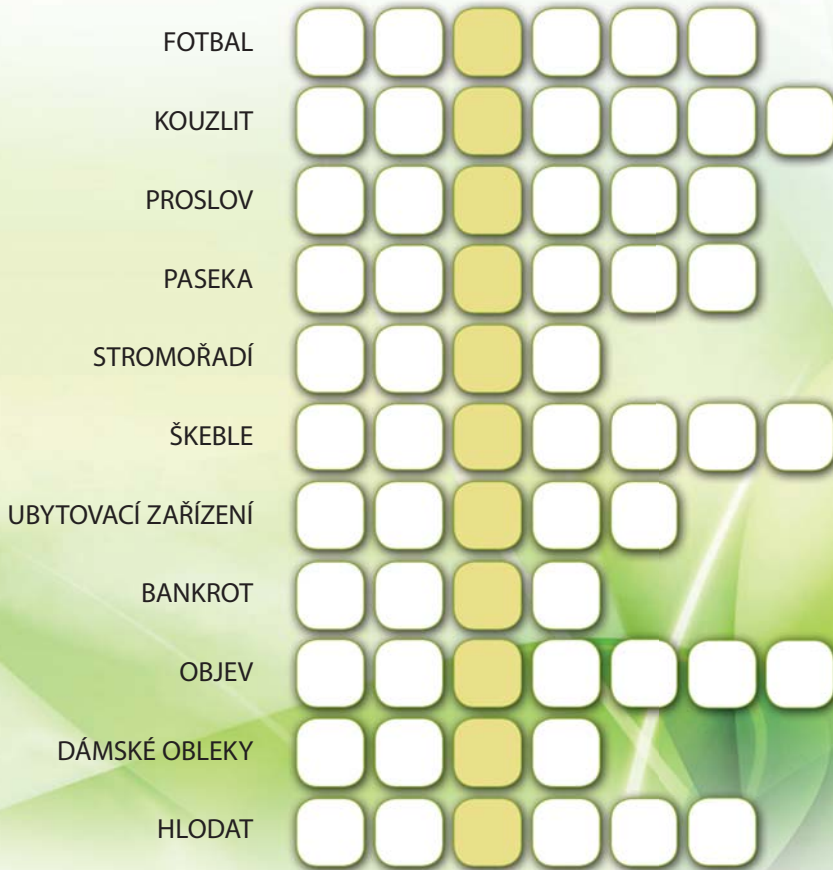 FOTBAL
KOUZLIT
PROSLOV
PASEKA
STROMOŘADÍ
ŠKEBLE
UBYTOVACÍ ZAŘÍZENÍ
BANKROT
OBJEV
DÁMSKÉ OBLEKY
HLODAT